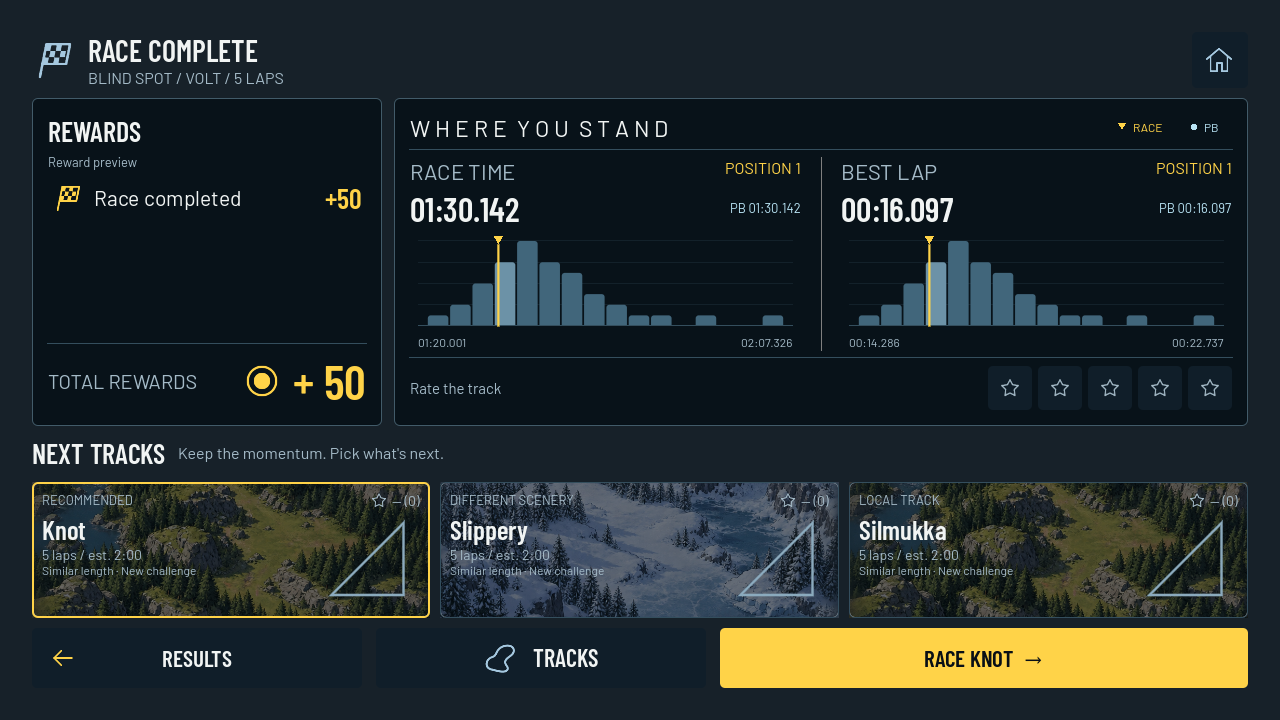 RACE COMPLETE
BLIND SPOT / VOLT / 5 LAPS
REWARDS
Reward preview
Race completed +50
TOTAL REWARDS + 50
WHERE YOU STAND
RACE PB
RACE TIME POSITION 1
01:30.142 PB 01:30.142
01:20.001 02:07.326
BEST LAP POSITION 1
00:16.097 PB 00:16.097
00:14.286 00:22.737
Rate the track
NEXT TRACKS Keep the momentum. Pick what's next.
RECOMMENDED — (0)
Knot
5 laps / est. 2:00
Similar length · New challenge
DIFFERENT SCENERY — (0)
Slippery
5 laps / est. 2:00
Similar length · New challenge
LOCAL TRACK — (0)
Silmukka
5 laps / est. 2:00
Similar length · New challenge
← RESULTS
TRACKS
RACE KNOT →